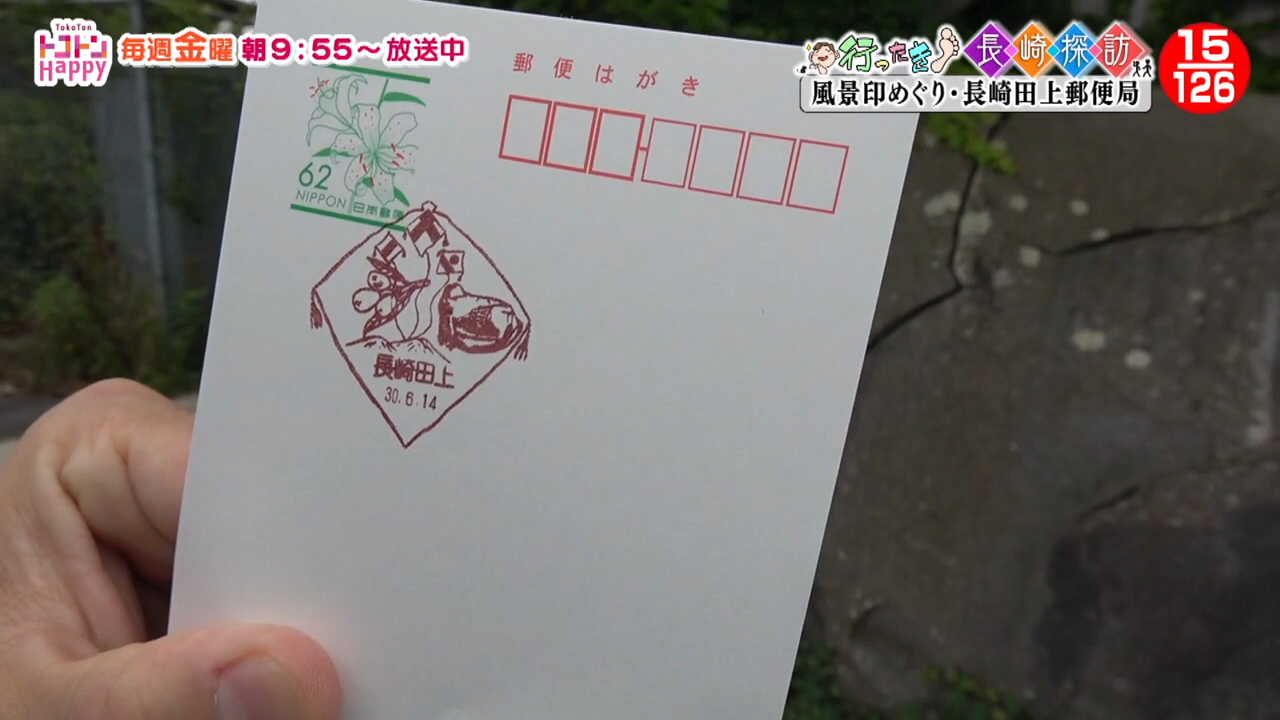 TokoTon
トコトン
Happy
毎週金曜 朝9:55～放送中
行ったき 長崎探訪
風景印めぐり・長崎田上郵便局
15
126
郵便はがき
62
NIPPON 日本郵便
長崎田上
30.6.14